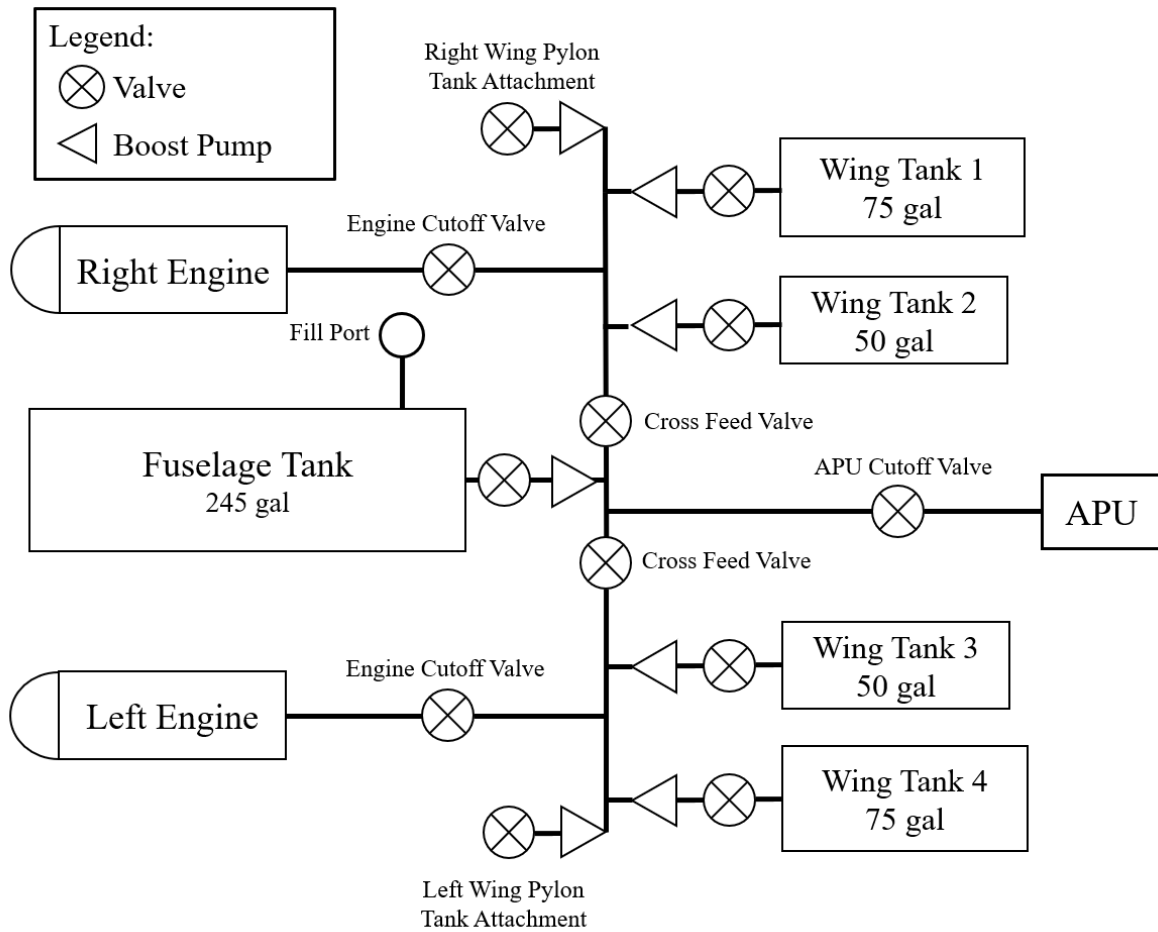 Legend:
Valve
Boost Pump
Right Wing Pylon
Tank Attachment
Wing Tank 1
75 gal
Engine Cutoff Valve
Right Engine
Wing Tank 2
50 gal
Fill Port
Cross Feed Valve
Fuselage Tank
245 gal
APU Cutoff Valve
APU
Cross Feed Valve
Wing Tank 3
50 gal
Engine Cutoff Valve
Left Engine
Wing Tank 4
75 gal
Left Wing Pylon
Tank Attachment